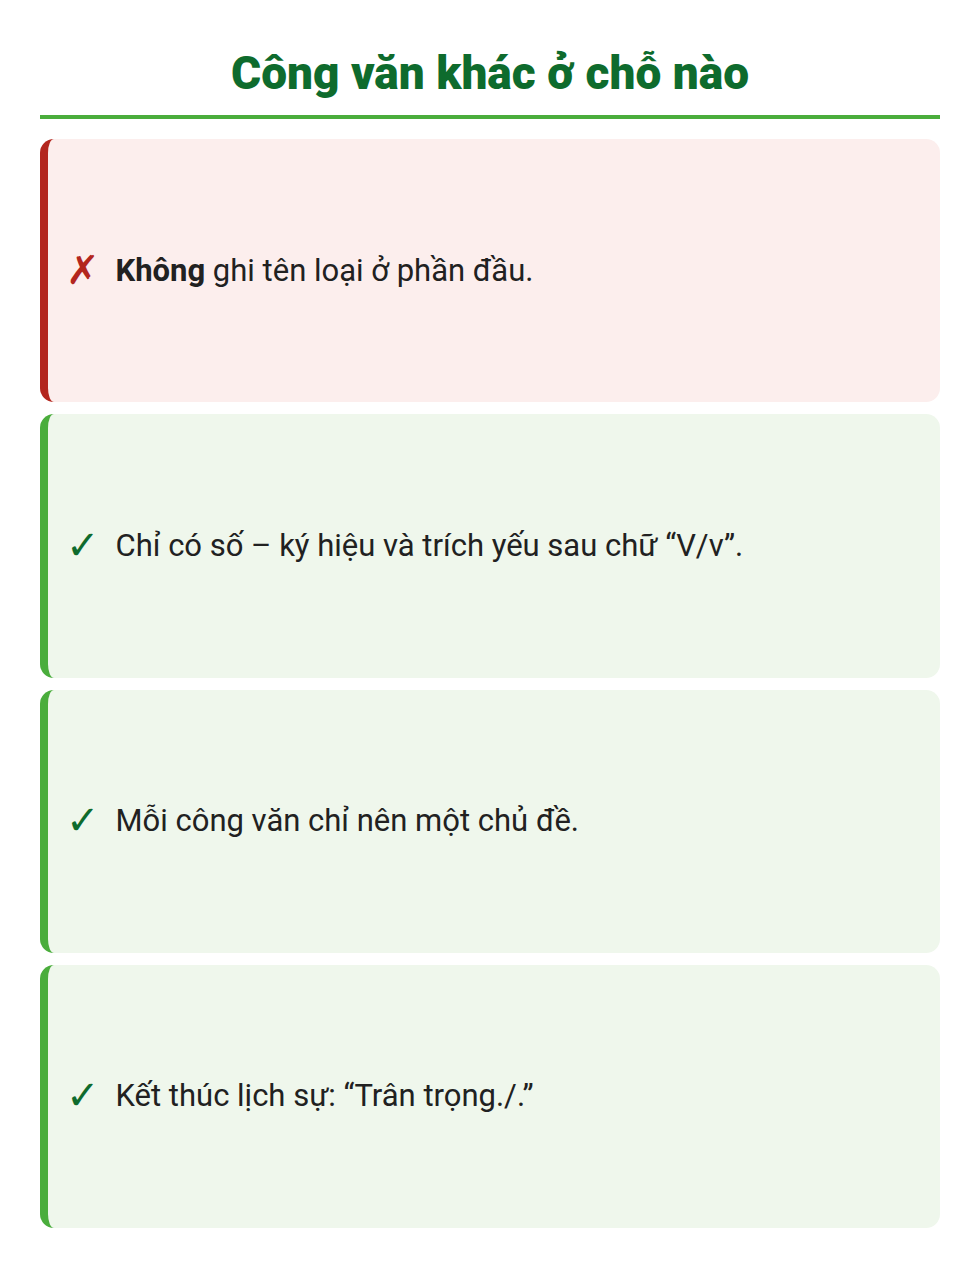 Công văn khác ở chỗ nào
✗ Không ghi tên loại ở phần đầu.
✓ Chỉ có số – ký hiệu và trích yếu sau chữ “V/v”.
✓ Mỗi công văn chỉ nên một chủ đề.
✓ Kết thúc lịch sự: “Trân trọng./.”